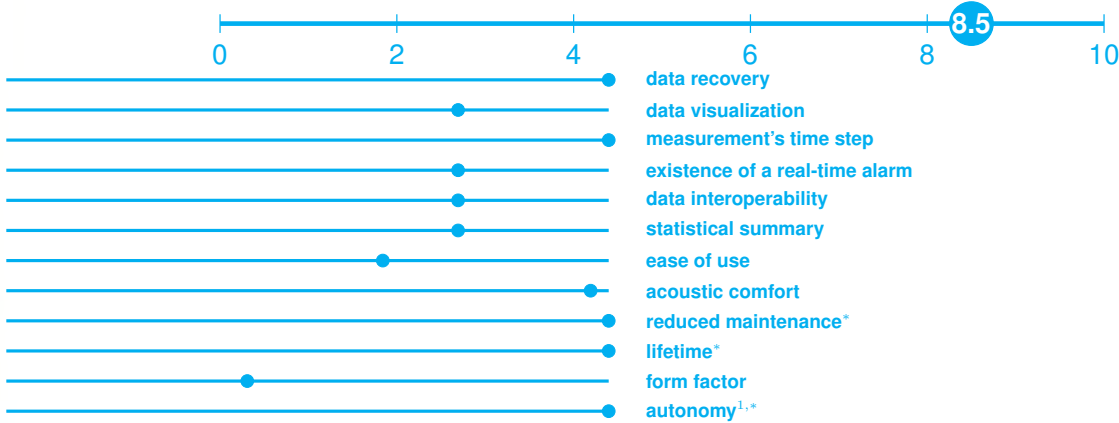 8.5
0 2 4 6 8 10
data recovery
data visualization
measurement's time step
existence of a real-time alarm
data interoperability
statistical summary
ease of use
acoustic comfort
reduced maintenance*
lifetime*
form factor
autonomy1,*